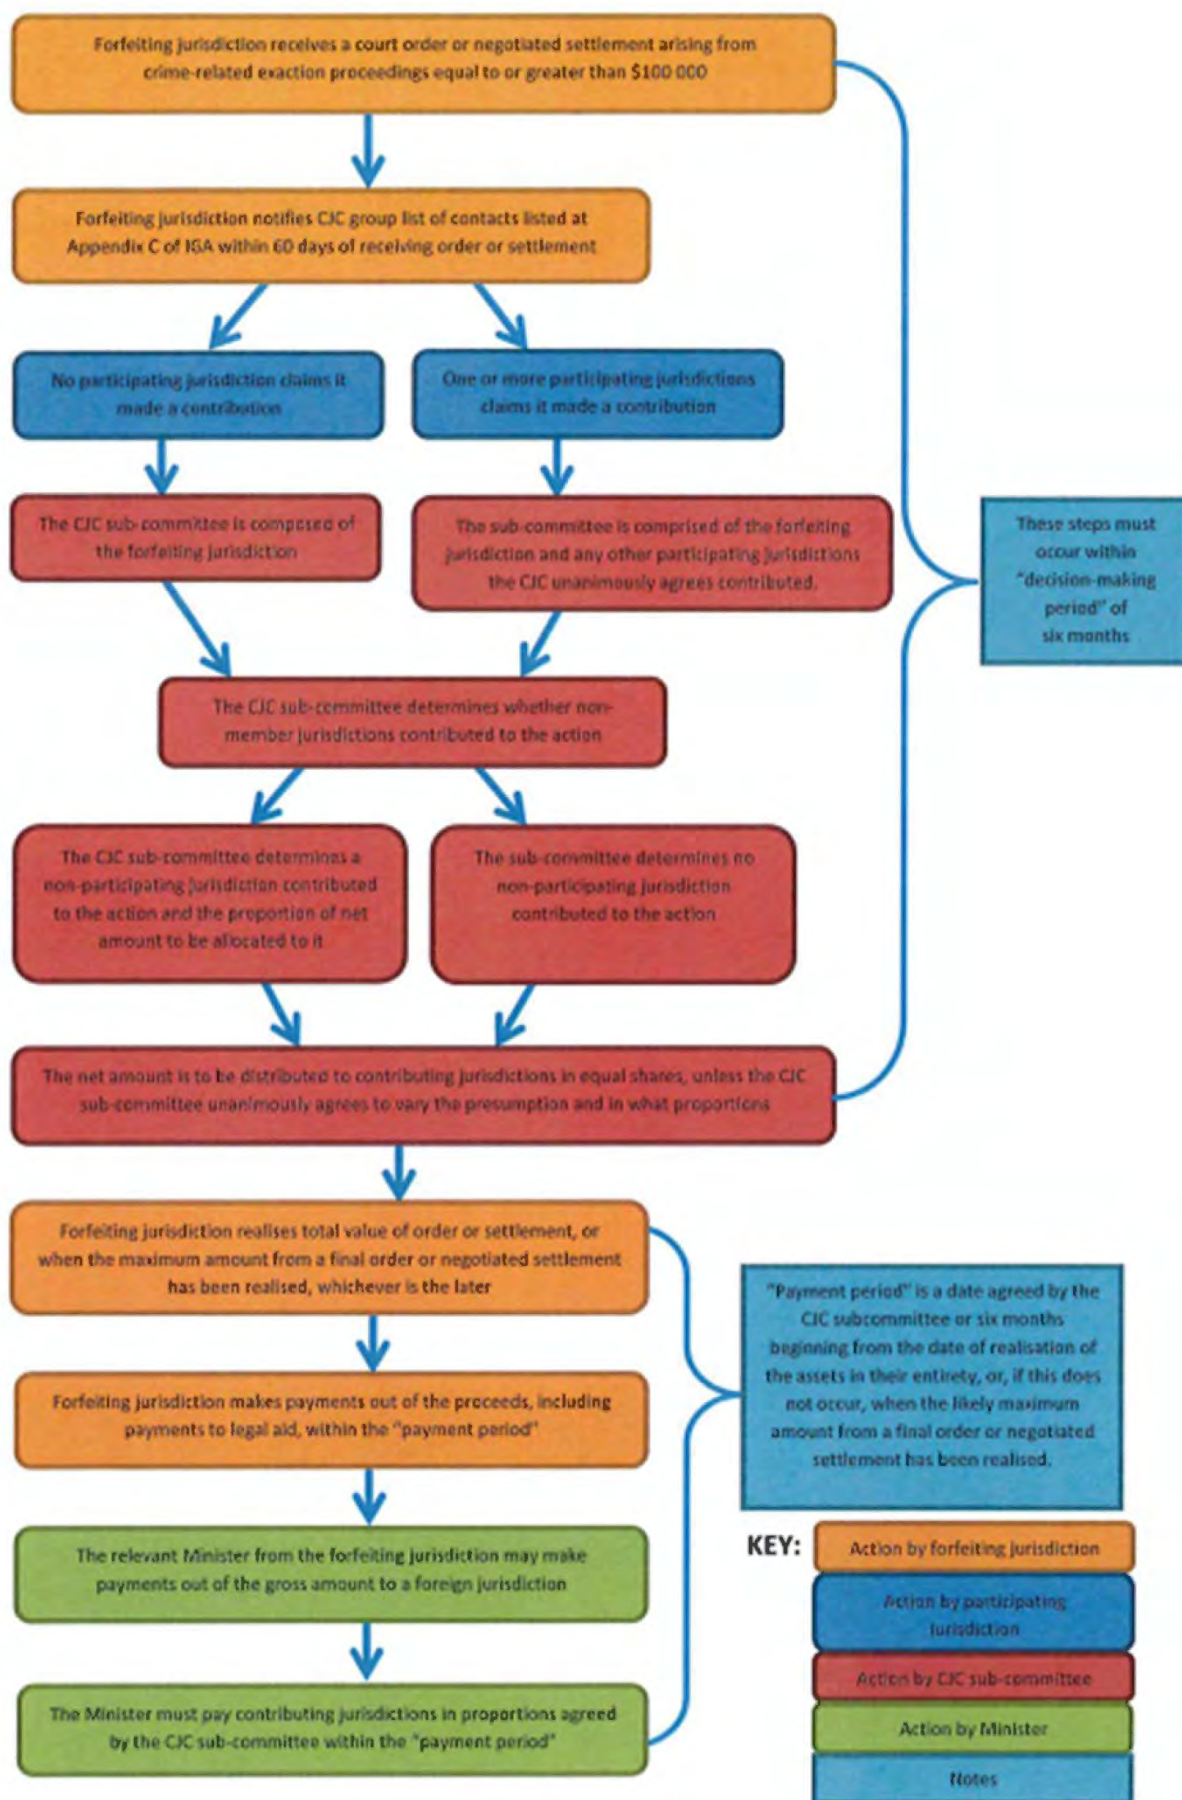 Forfeiting jurisdiction receives a court order or negotiated settlement arising from
crime-related exaction proceedings equal to or greater than $100 000
Forfeiting jurisdiction notifies CJC group list of contacts listed at
Appendix C of IGA within 60 days of receiving order or settlement
No participating jurisdiction claims it
made a contribution
One or more participating jurisdictions
claims it made a contribution
The CJC sub-committee is composed of
the forfeiting jurisdiction
The sub-committee is comprised of the forfeiting
jurisdiction and any other participating jurisdictions
the CJC unanimously agrees contributed.
These steps must
occur within
"decision-making
period" of
six months
The CJC sub-committee determines whether non-
member jurisdictions contributed to the action
The CJC sub-committee determines a
non-participating jurisdiction contributed
to the action and the proportion of net
amount to be allocated to it
The sub-committee determines no
non-participating jurisdiction
contributed to the action
The net amount is to be distributed to contributing jurisdictions in equal shares, unless the CJC
sub-committee unanimously agrees to vary the presumption and in what proportions
Forfeiting jurisdiction realises total value of order or settlement, or
when the maximum amount from a final order or negotiated settlement
has been realised, whichever is the later
"Payment period" is a date agreed by the
CJC subcommittee or six months
beginning from the date of realisation of
the assets in their entirety, or, if this does
not occur, when the likely maximum
amount from a final order or negotiated
settlement has been realised.
Forfeiting jurisdiction makes payments out of the proceeds, including
payments to legal aid, within the "payment period"
The relevant Minister from the forfeiting jurisdiction may make
payments out of the gross amount to a foreign jurisdiction
The Minister must pay contributing jurisdictions in proportions agreed
by the CJC sub-committee within the "payment period"
KEY:
Action by forfeiting jurisdiction
Action by participating
jurisdiction
Action by CJC sub-committee
Action by Minister
Notes